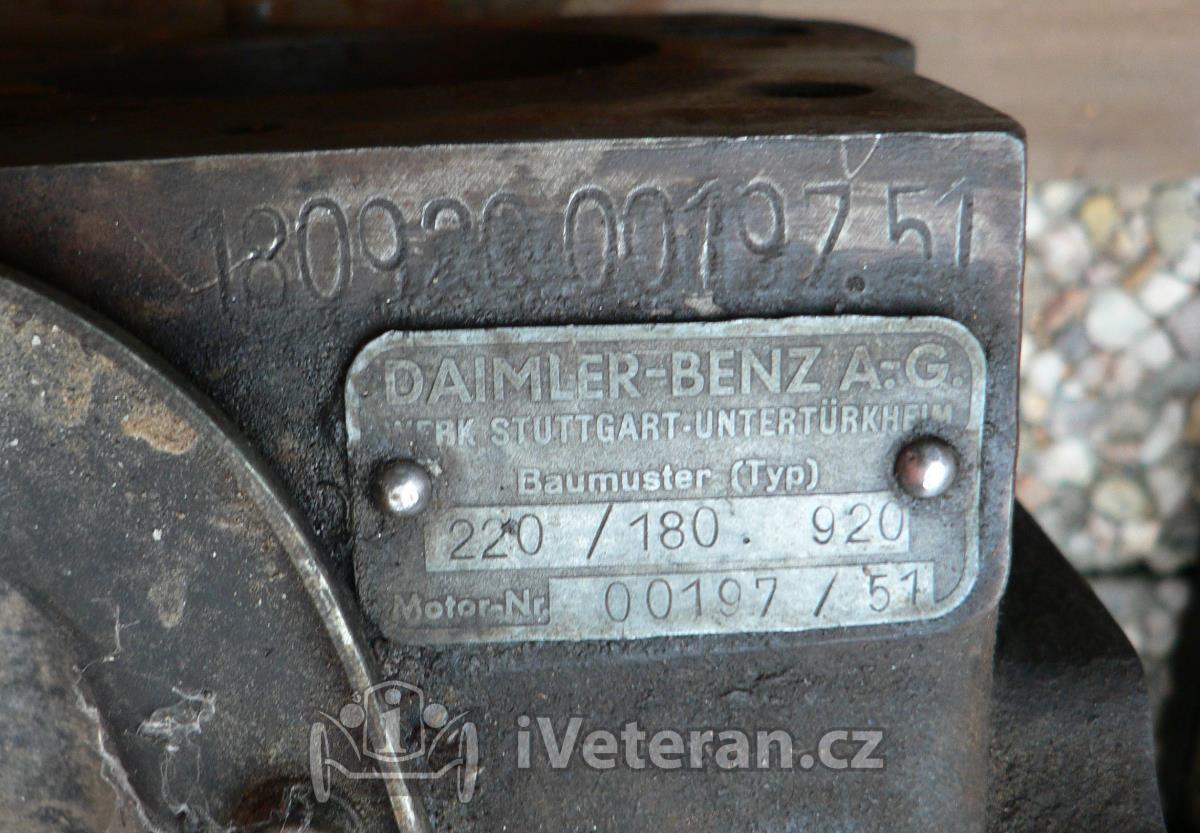 180920.00197.51
DAIMLER-BENZ A.-G.
WERK STUTTGART-UNTERTÜRKHEIM
Baumuster (Typ)
220 / 180 . 920
Motor-Nr. 00197 / 51
iVeteran.cz